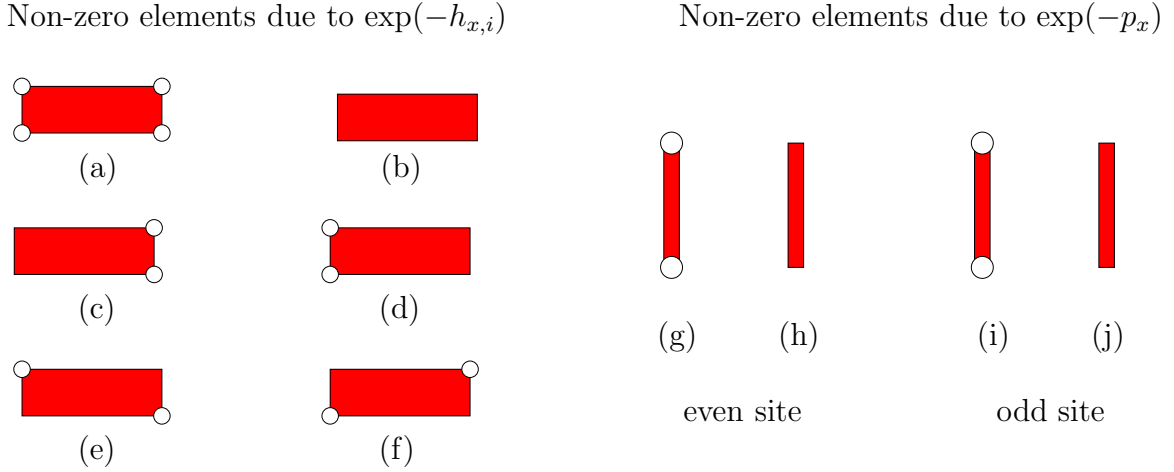 Non-zero elements due to exp(−h_{x,i})
Non-zero elements due to exp(−p_x)
(a)
(b)
(c)
(d)
(e)
(f)
(g)
(h)
(i)
(j)
even site
odd site